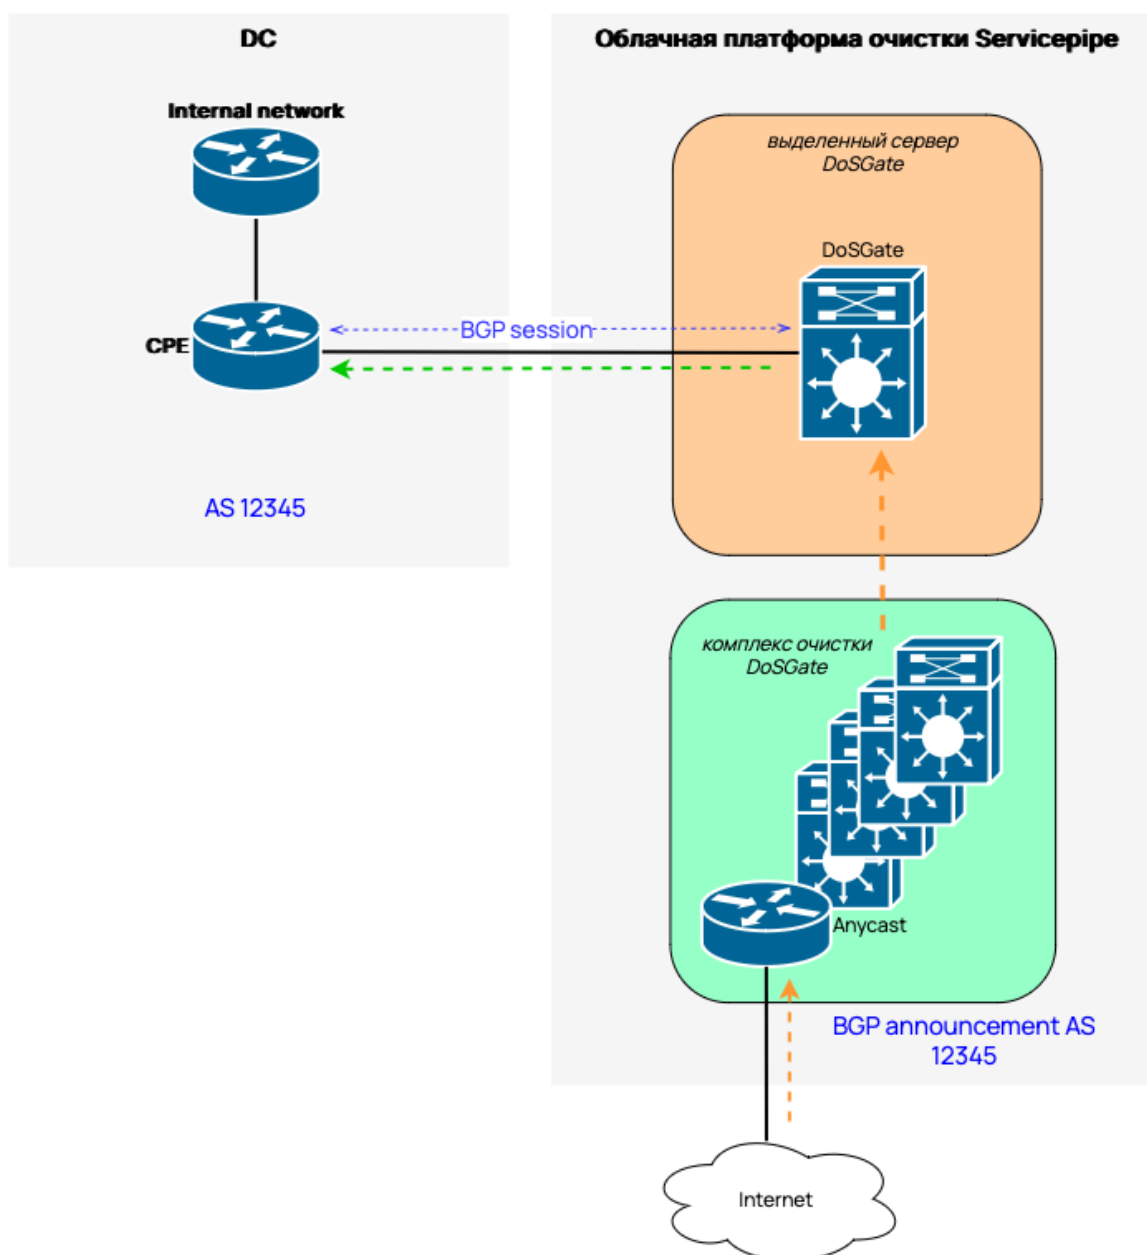 DC
Облачная платформа очистки Servicepipe
Internal network
выделенный сервер
DoSGate
DoSGate
BGP session
CPE
AS 12345
комплекс очистки
DoSGate
Anycast
BGP announcement AS
12345
Internet